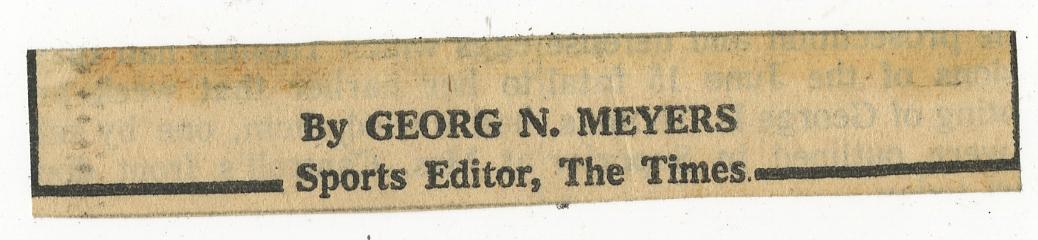 By GEORG N. MEYERS
Sports Editor, The Times.